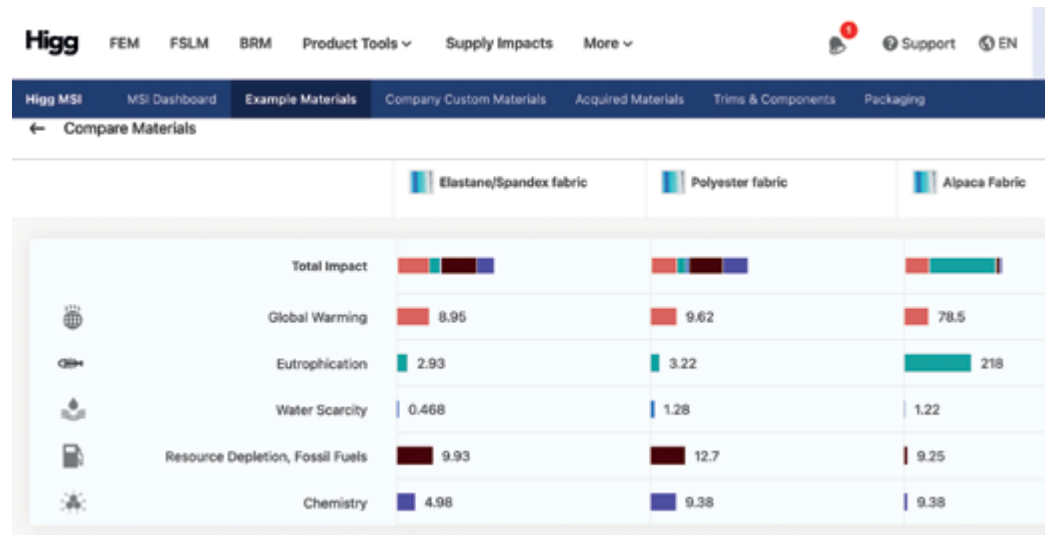 Higg FEM FSLM BRM Product Tools Supply Impacts More 1 Support EN
Higg MSI MSI Dashboard Example Materials Company Custom Materials Acquired Materials Trims & Components Packaging
← Compare Materials
Elastane/Spandex fabric Polyester fabric Alpaca Fabric
Total Impact
Global Warming 8.95 9.62 78.5
Eutrophication 2.93 3.22 218
Water Scarcity 0.468 1.28 1.22
Resource Depletion, Fossil Fuels 9.93 12.7 9.25
Chemistry 4.98 9.38 9.38